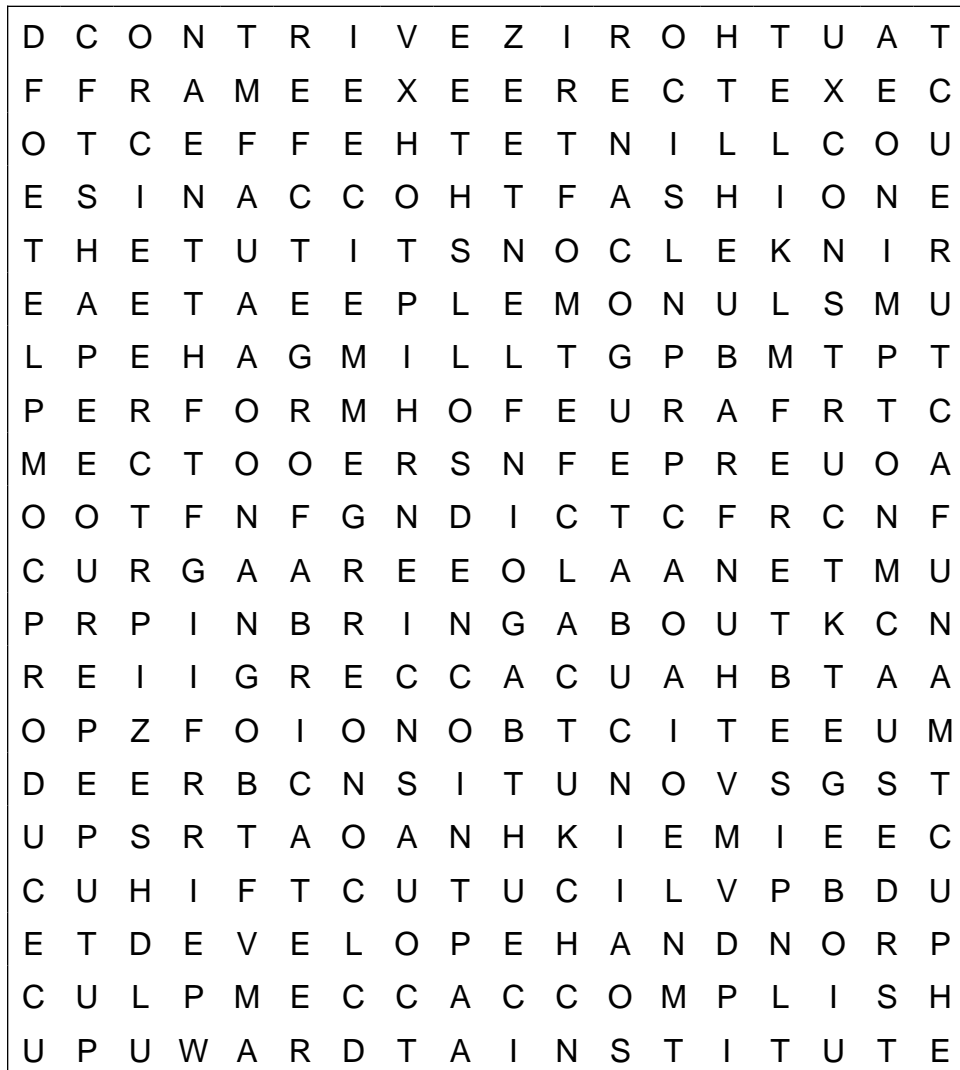 D C O N T R I V E Z I R O H T U A T
F F R A M E E X E E R E C T E X E C
O T C E F F E H T E T N I L L C O U
E S I N A C C O H T F A S H I O N E
T H E T U T I T S N O C L E K N I R
E A E T A E E P L E M O N U L S M U
L P E H A G M I L L T G P B M T P T
P E R F O R M H O F E U R A F R T C
M E C T O O E R S N F E P R E U O A
O O T F N F G N D I C T C F R C N F
C U R G A A R E E O L A A N E T M U
P R P I N B R I N G A B O U T K C N
R E I I G R E C C A C U A H B T A A
O P Z F O I O N O B T C I T E E U M
D E E R B C N S I T U N O V S G S T
U P S R T A O A N H K I E M I E E C
C U H I F T C U T U C I L V P B D U
E T D E V E L O P E H A N D N O R P
C U L P M E C C A C C O M P L I S H
U P U W A R D T A I N S T I T U T E